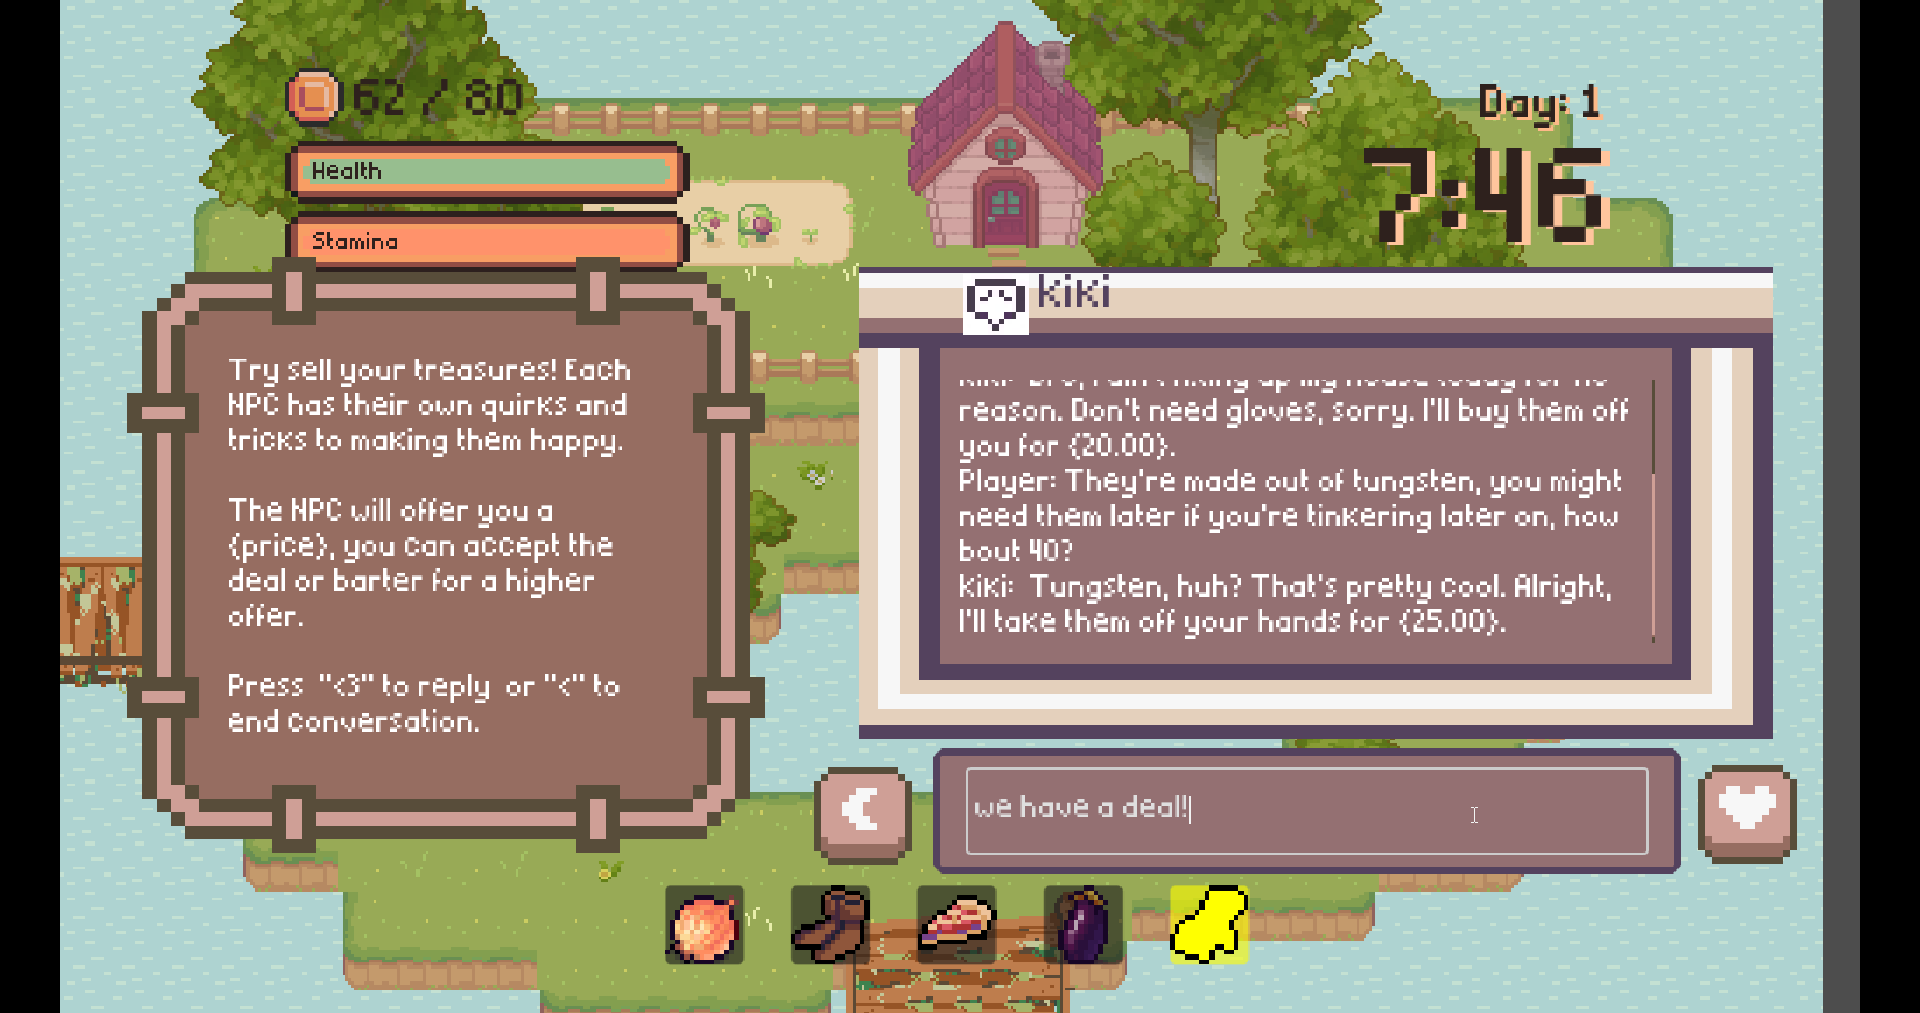 62 / 80
Health
Stamina
Day: 1
7:46
Try sell your treasures! Each
NPC has their own quirks and
tricks to making them happy.
The NPC will offer you a
{price}, you can accept the
deal or barter for a higher
offer.
Press "<3" to reply or "<" to
end conversation.
kiki
reason. Don't need gloves, sorry. I'll buy them off
you for {20.00}.
Player: They're made out of tungsten, you might
need them later if you're tinkering later on, how
bout 40?
kiki: Tungsten, huh? That's pretty cool. Alright,
I'll take them off your hands for {25.00}.
we have a deal!